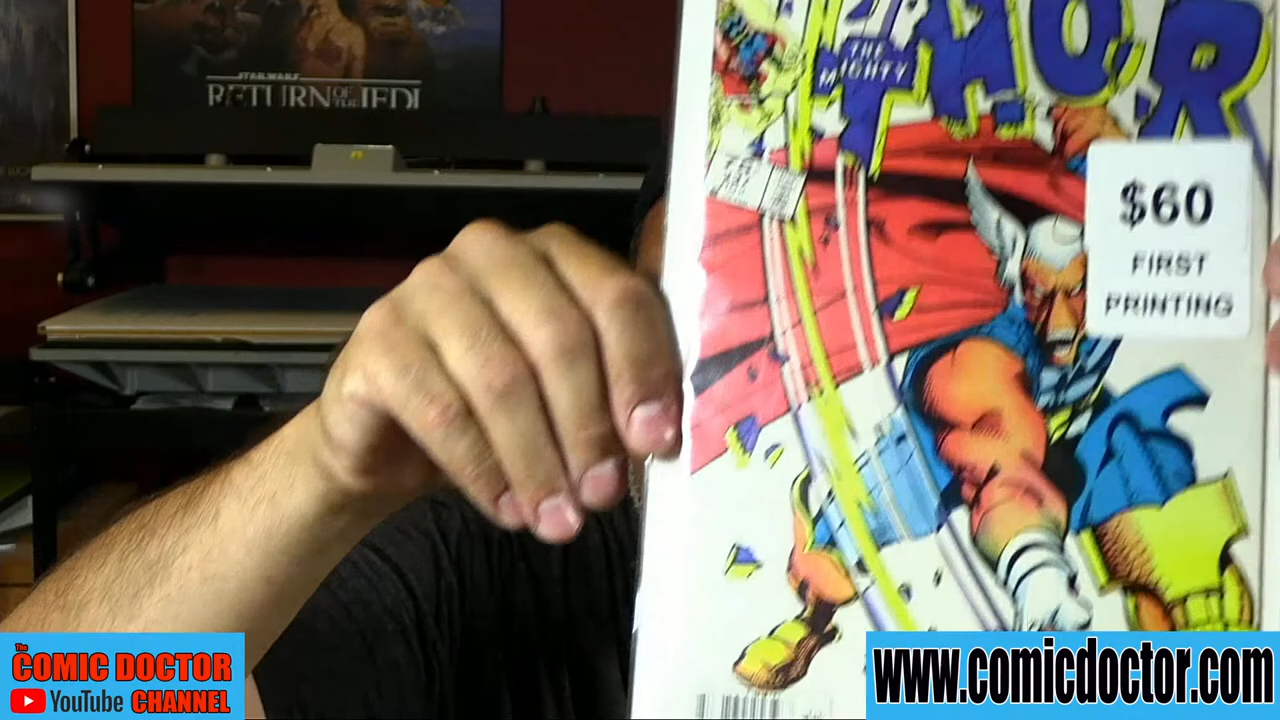 STAR WARS
RETURN OF THE JEDI
THE
MIGHTY
THOR
$60
FIRST
PRINTING
The
COMIC DOCTOR
YouTube CHANNEL
www.comicdoctor.com